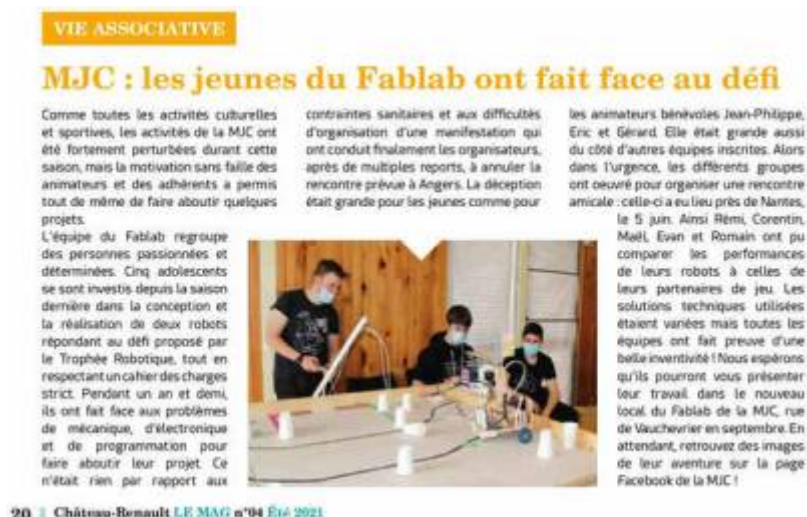 VIE ASSOCIATIVE
MJC : les jeunes du Fablab ont fait face au défi
Comme toutes les activités culturelles
et sportives, les activités de la MJC ont
été fortement perturbées durant cette
saison, mais la motivation sans faille des
animateurs et des adhérents a permis
tout de même de faire aboutir quelques
projets.
L'équipe du Fablab regroupe
des personnes passionnées et
déterminées. Cinq adolescents
se sont investis depuis la saison
dernière dans la conception et
la réalisation de deux robots
répondant au défi proposé par
le Trophée Robotique, tout en
respectant un cahier des charges
strict. Pendant un an et demi,
ils ont fait face aux problèmes
de mécanique, d'électronique
et de programmation pour
faire aboutir leur projet. Ce
n'était rien par rapport aux
contraintes sanitaires et aux difficultés
d'organisation d'une manifestation qui
ont conduit finalement les organisateurs,
après de multiples reports, à annuler la
rencontre prévue à Angers. La déception
était grande pour les jeunes comme pour
les animateurs bénévoles Jean-Philippe,
Eric et Gérard. Elle était grande aussi
du côté d'autres équipes inscrites. Alors
dans l'urgence, les différents groupes
ont oeuvré pour organiser une rencontre
amicale : celle-ci a eu lieu près de Nantes,
le 5 juin. Ainsi Rémi, Corentin,
Maël, Evan et Romain ont pu
comparer les performances
de leurs robots à celles de
leurs partenaires de jeu. Les
solutions techniques utilisées
étaient variées mais toutes les
équipes ont fait preuve d'une
belle inventivité ! Nous espérons
qu'ils pourront vous présenter
leur travail dans le nouveau
local du Fablab de la MJC, rue
de Vauchevrier en septembre. En
attendant, retrouvez des images
de leur aventure sur la page
Facebook de la MJC !
20 Château-Renault LE MAG n°94 Été 2021